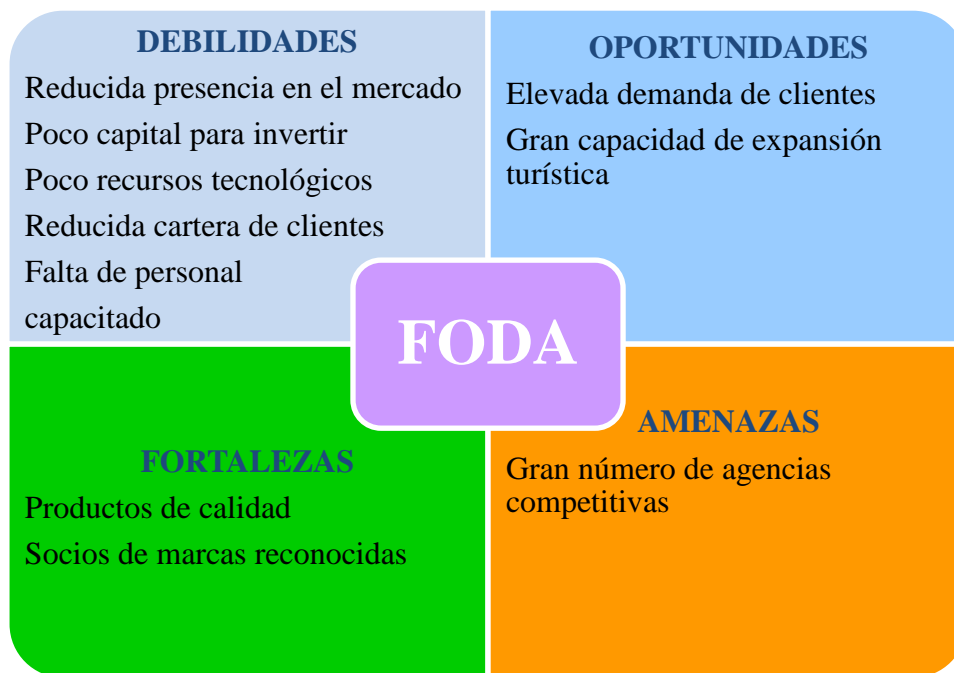 DEBILIDADES
Reducida presencia en el mercado
Poco capital para invertir
Poco recursos tecnológicos
Reducida cartera de clientes
Falta de personal
capacitado
OPORTUNIDADES
Elevada demanda de clientes
Gran capacidad de expansión
turística
FODA
FORTALEZAS
Productos de calidad
Socios de marcas reconocidas
AMENAZAS
Gran número de agencias
competitivas